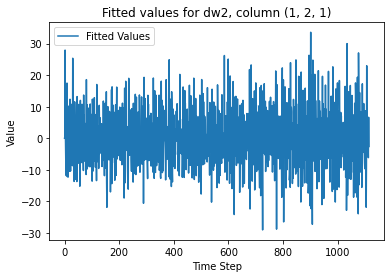 Fitted values for dw2, column (1, 2, 1)
Fitted Values
Value
30
20
10
0
−10
−20
−30
0 200 400 600 800 1000
Time Step